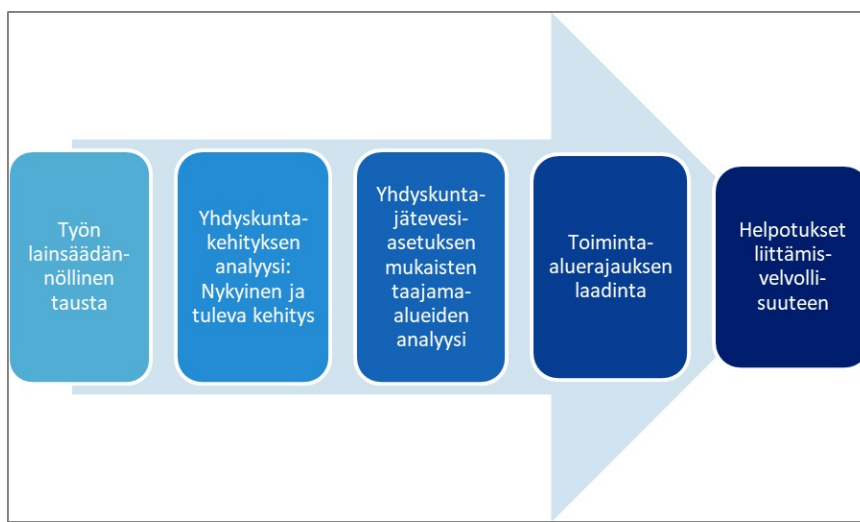 Työn
lainsäädän-
nöllinen
tausta
Yhdyskunta-
kehityksen
analyysi:
Nykyinen ja
tuleva kehitys
Yhdyskunta-
jätevesi-
asetuksen
mukaisten
taajama-
alueiden
analyysi
Toiminta-
aluerajauksen
laadinta
Helpotukset
liittämis-
velvolli-
suuteen